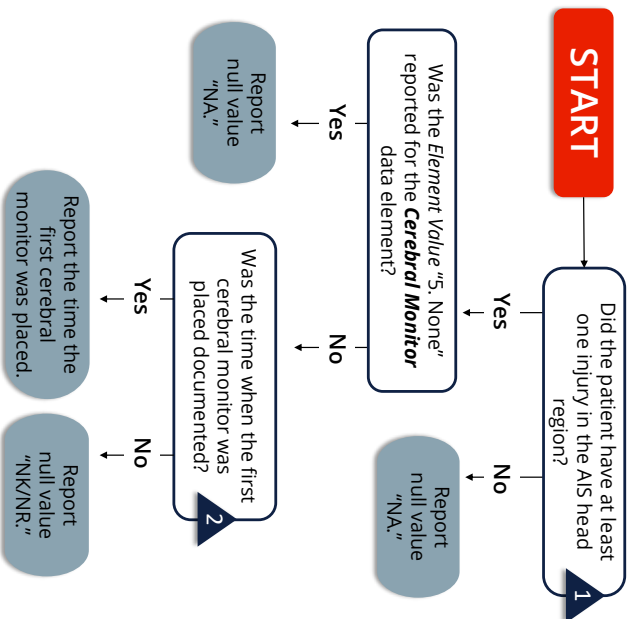 START
Did the patient have at least
one injury in the AIS head
region?
1
Yes
No
Was the Element Value "5. None"
reported for the Cerebral Monitor
data element?
Report
null value
"NA."
Yes
No
Report
null value
"NA."
Was the time when the first
cerebral monitor was
placed documented?
2
Yes
No
Report the time the
first cerebral
monitor was placed.
Report
null value
"NK/NR."